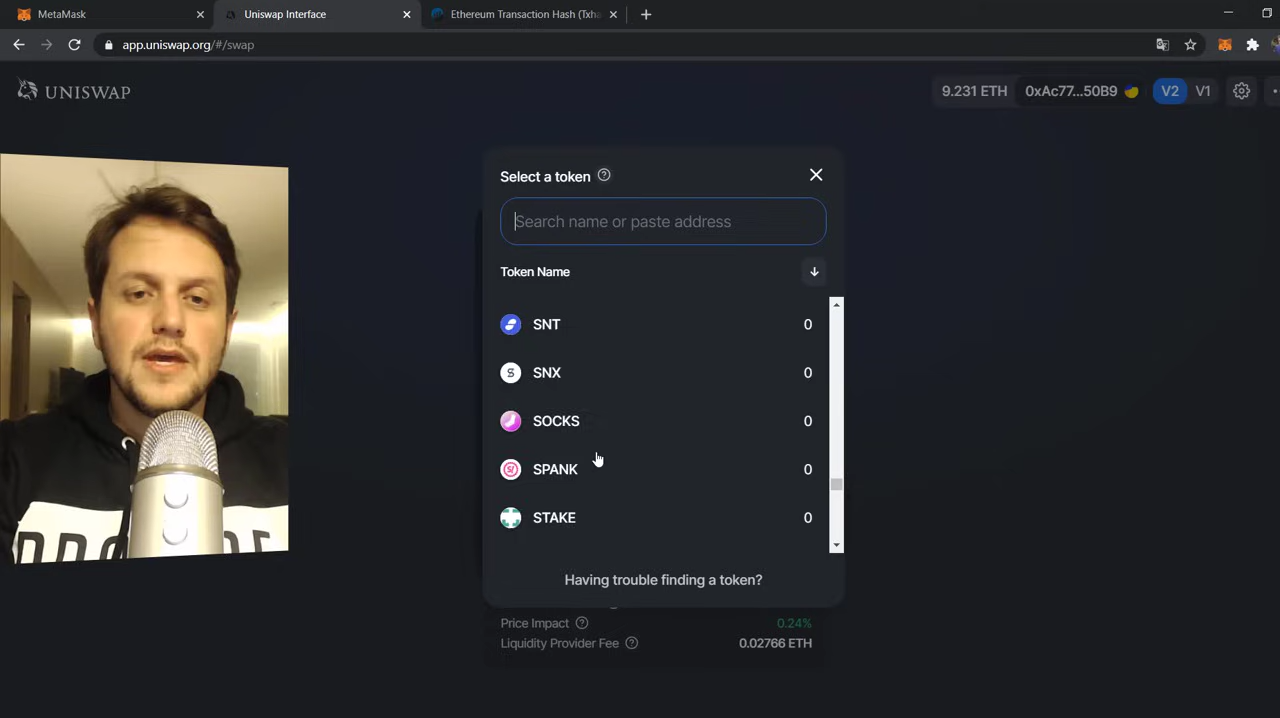 MetaMask
Uniswap Interface
Ethereum Transaction Hash (Txha
app.uniswap.org/#/swap
UNISWAP
9.231 ETH
0xAc77...50B9
V2
V1
Select a token
Search name or paste address
Token Name
SNT 0
SNX 0
SOCKS 0
SPANK 0
STAKE 0
Having trouble finding a token?
Price Impact 0.24%
Liquidity Provider Fee 0.02766 ETH